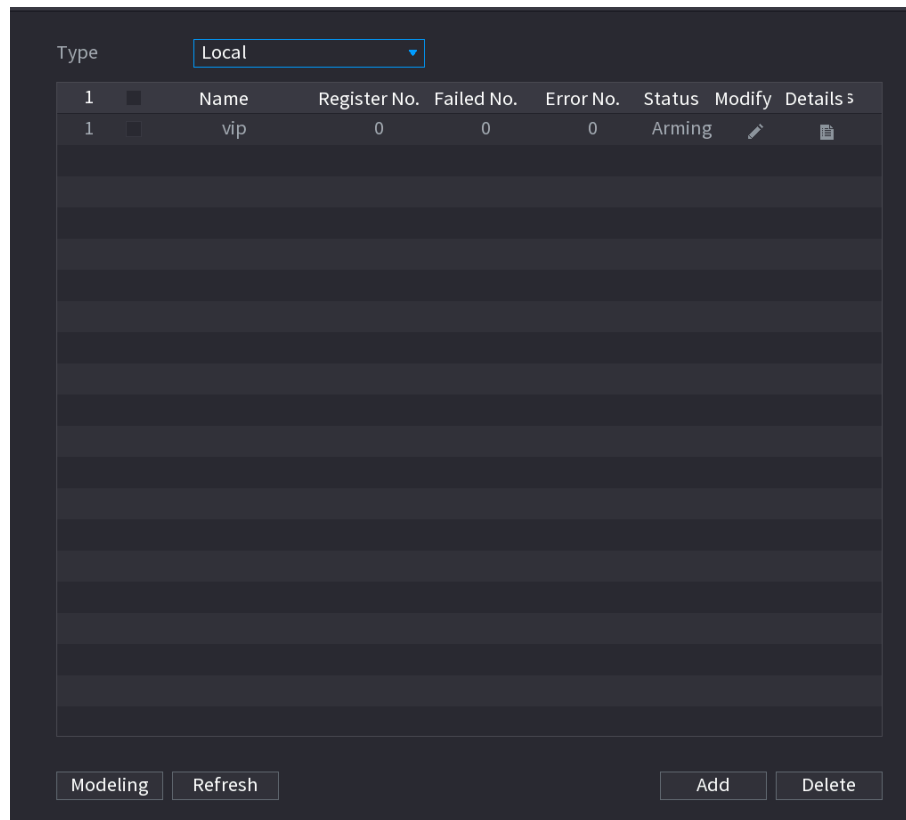 Type Local
1 Name Register No. Failed No. Error No. Status Modify Details s
1 vip 0 0 0 Arming
Modeling Refresh Add Delete